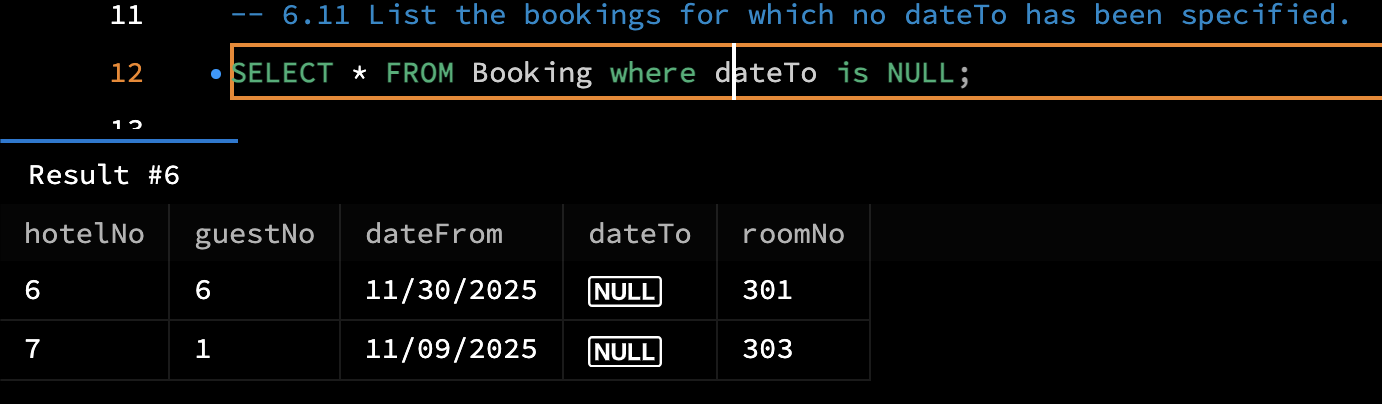 11 -- 6.11 List the bookings for which no dateTo has been specified.
12 SELECT * FROM Booking where dateTo is NULL;
13
Result #6
hotelNo guestNo dateFrom dateTo roomNo
6 6 11/30/2025 NULL 301
7 1 11/09/2025 NULL 303